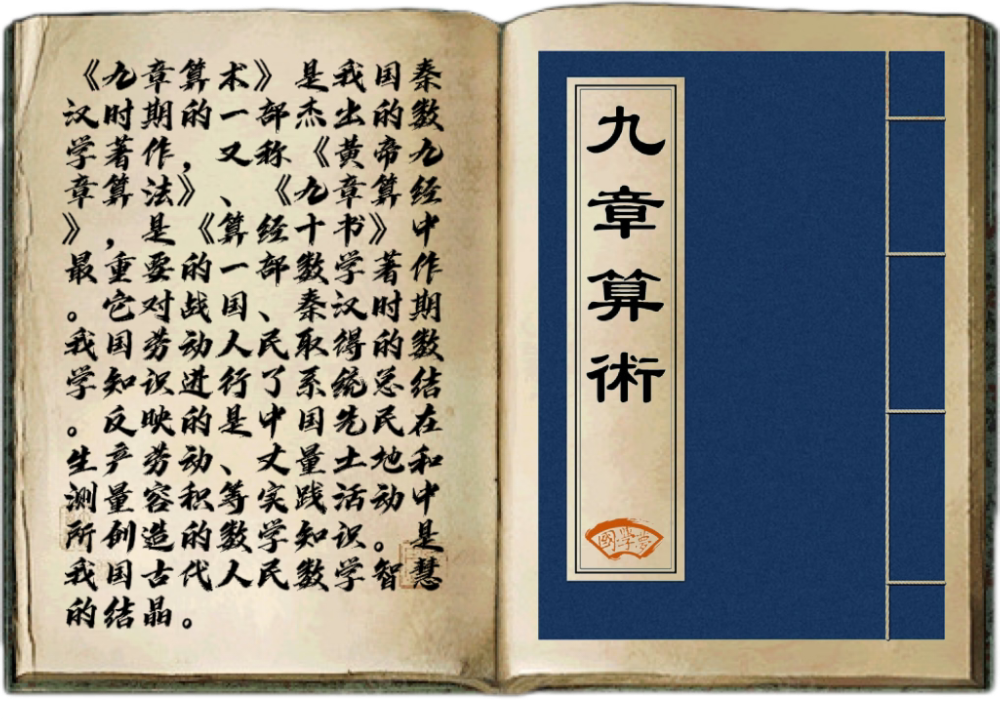 《九章算术》是我国秦
汉时期的一部杰出的数
学著作，又称《黄帝九
章算法》、《九章算经
》，是《算经十书》中
最重要的一部数学著作
。它对战国、秦汉时期
我国劳动人民取得的数
学知识进行了系统总结
。反映的是中国先民在
生产劳动、丈量土地和
测量容积等实践活动中
所创造的数学知识。是
我国古代人民数学智慧
的结晶。
九章算術